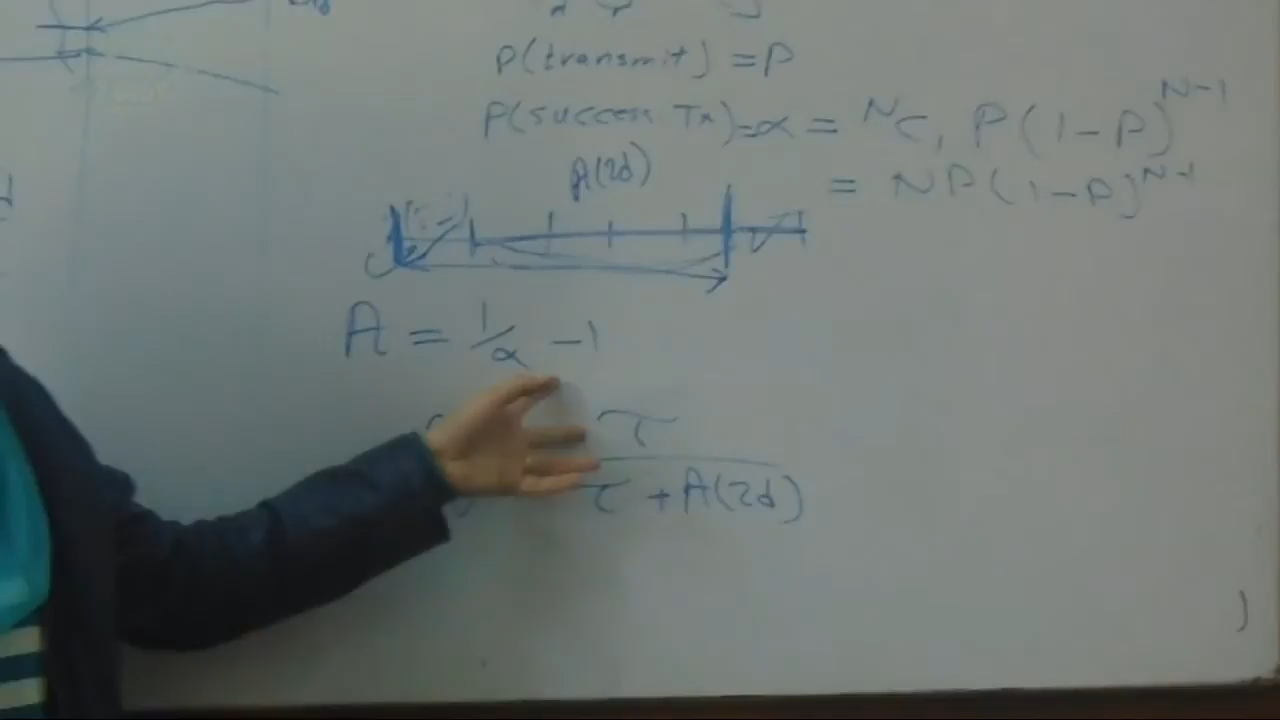 P(transmit) = P
P(success Tx) = α = ᴺC₁ P(1-P)ᴺ⁻¹
= NP(1-P)ᴺ⁻¹
A(2d)
A = 1/α -1
τ
τ + A(2d)